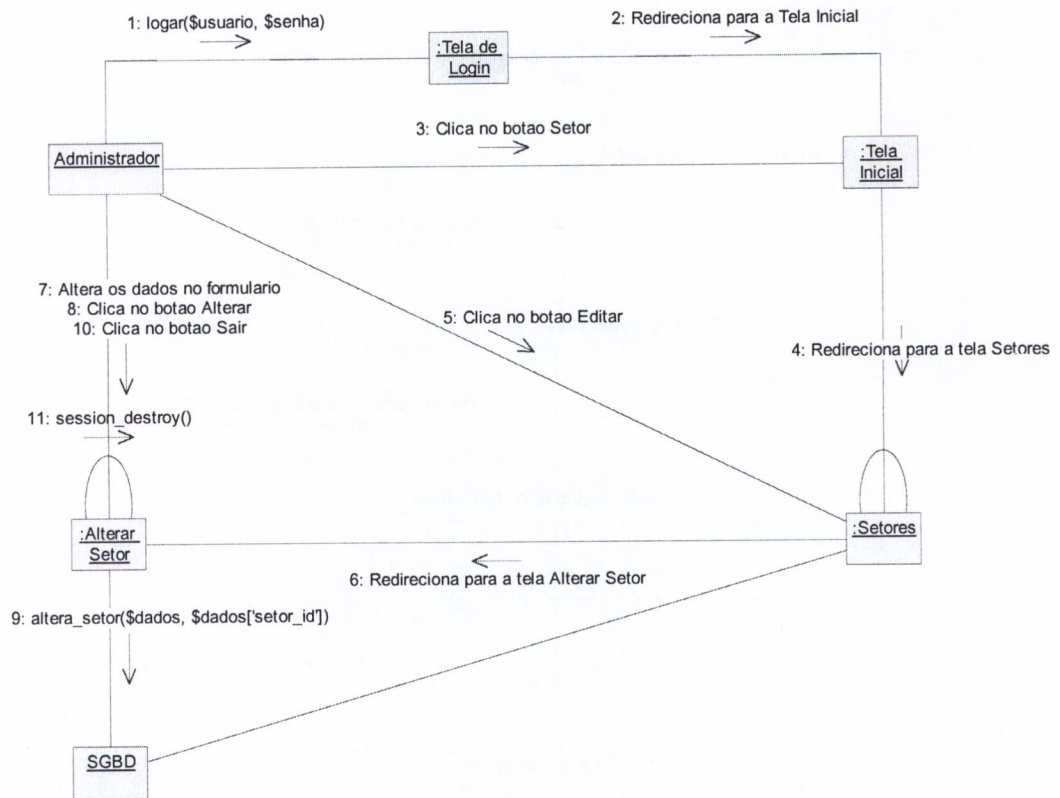 1: logar($usuario, $senha)
2: Redireciona para a Tela Inicial
:Tela de
Login
3: Clica no botao Setor
Administrador
:Tela
Inicial
7: Altera os dados no formulario
8: Clica no botao Alterar
10: Clica no botao Sair
5: Clica no botao Editar
4: Redireciona para a tela Setores
11: session_destroy()
:Alterar
Setor
:Setores
6: Redireciona para a tela Alterar Setor
9: altera_setor($dados, $dados['setor_id'])
SGBD